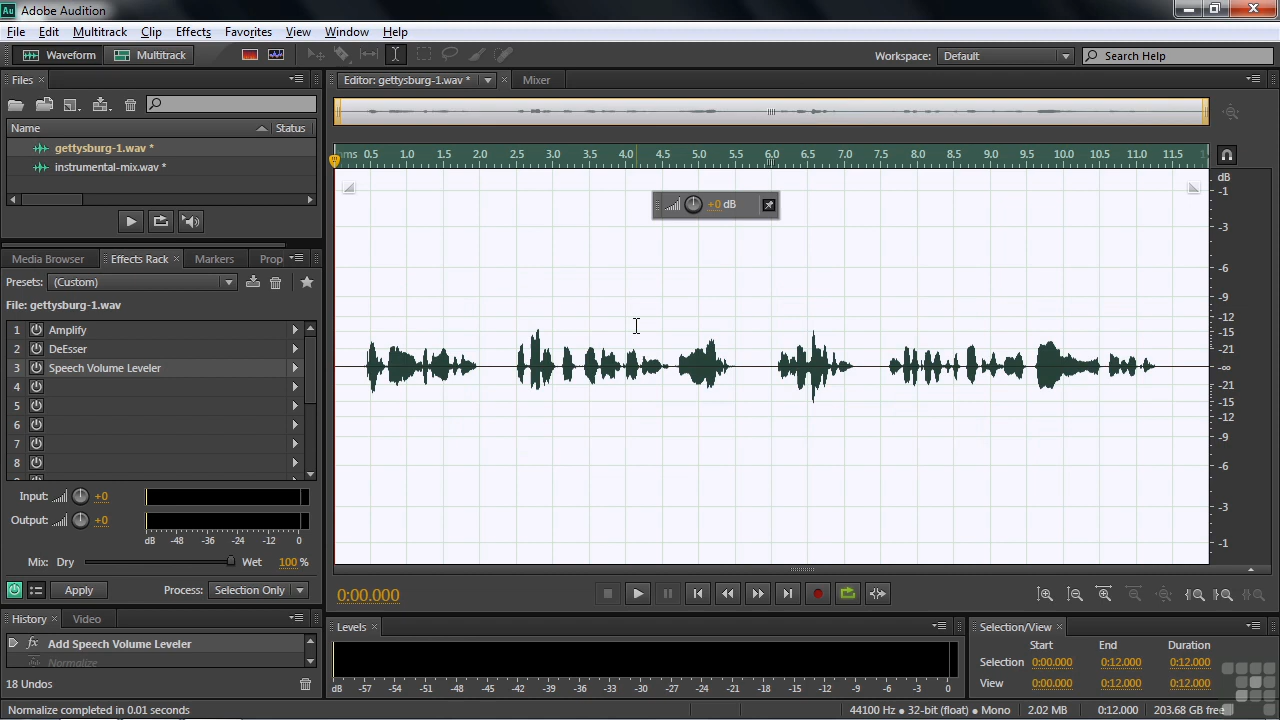 Au Adobe Audition
File Edit Multitrack Clip Effects Favorites View Window Help
Waveform Multitrack Workspace: Default Search Help
Files × Editor: gettysburg-1.wav * × Mixer
Name Status
gettysburg-1.wav *
instrumental-mix.wav *
hms 0.5 1.0 1.5 2.0 2.5 3.0 3.5 4.0 4.5 5.0 5.5 6.0 6.5 7.0 7.5 8.0 8.5 9.0 9.5 10.0 10.5 11.0 11.5
+0 dB
dB
-1
-3
-6
-9
-12
-15
-21
-∞
-21
-15
-12
-9
-6
-3
-1
Media Browser Effects Rack × Markers Prop
Presets: (Custom)
File: gettysburg-1.wav
1 Amplify
2 DeEsser
3 Speech Volume Leveler
4
5
6
7
8
Input: +0
Output: +0
dB -48 -36 -24 -12 0
Mix: Dry Wet 100 %
Apply Process: Selection Only
0:00.000
History × Video
fx Add Speech Volume Leveler
Normalize
18 Undos
Levels ×
dB -57 -54 -51 -48 -45 -42 -39 -36 -33 -30 -27 -24 -21 -18 -15 -12 -9 -6 -3 0
Selection/View ×
Start End Duration
Selection 0:00.000 0:12.000 0:12.000
View 0:00.000 0:12.000 0:12.000
Normalize completed in 0.01 seconds 44100 Hz ● 32-bit (float) ● Mono 2.02 MB 0:12.000 203.68 GB free